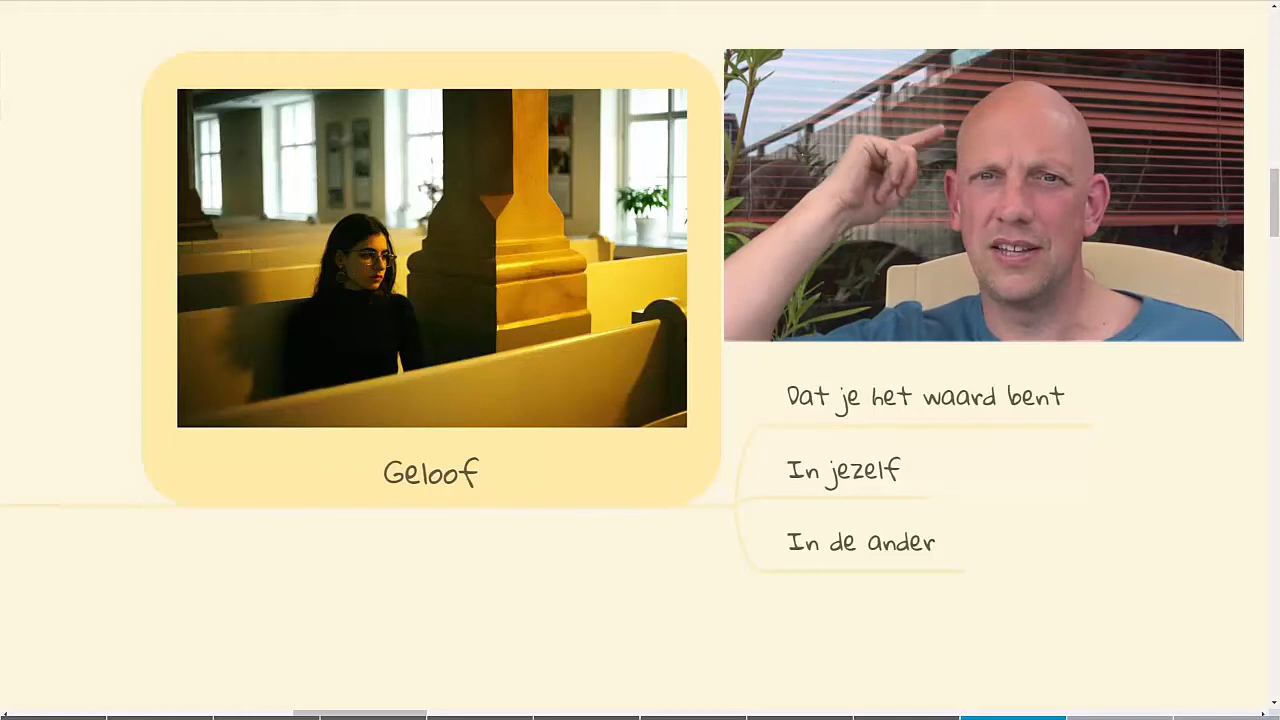 Geloof
Dat je het waard bent
In jezelf
In de ander